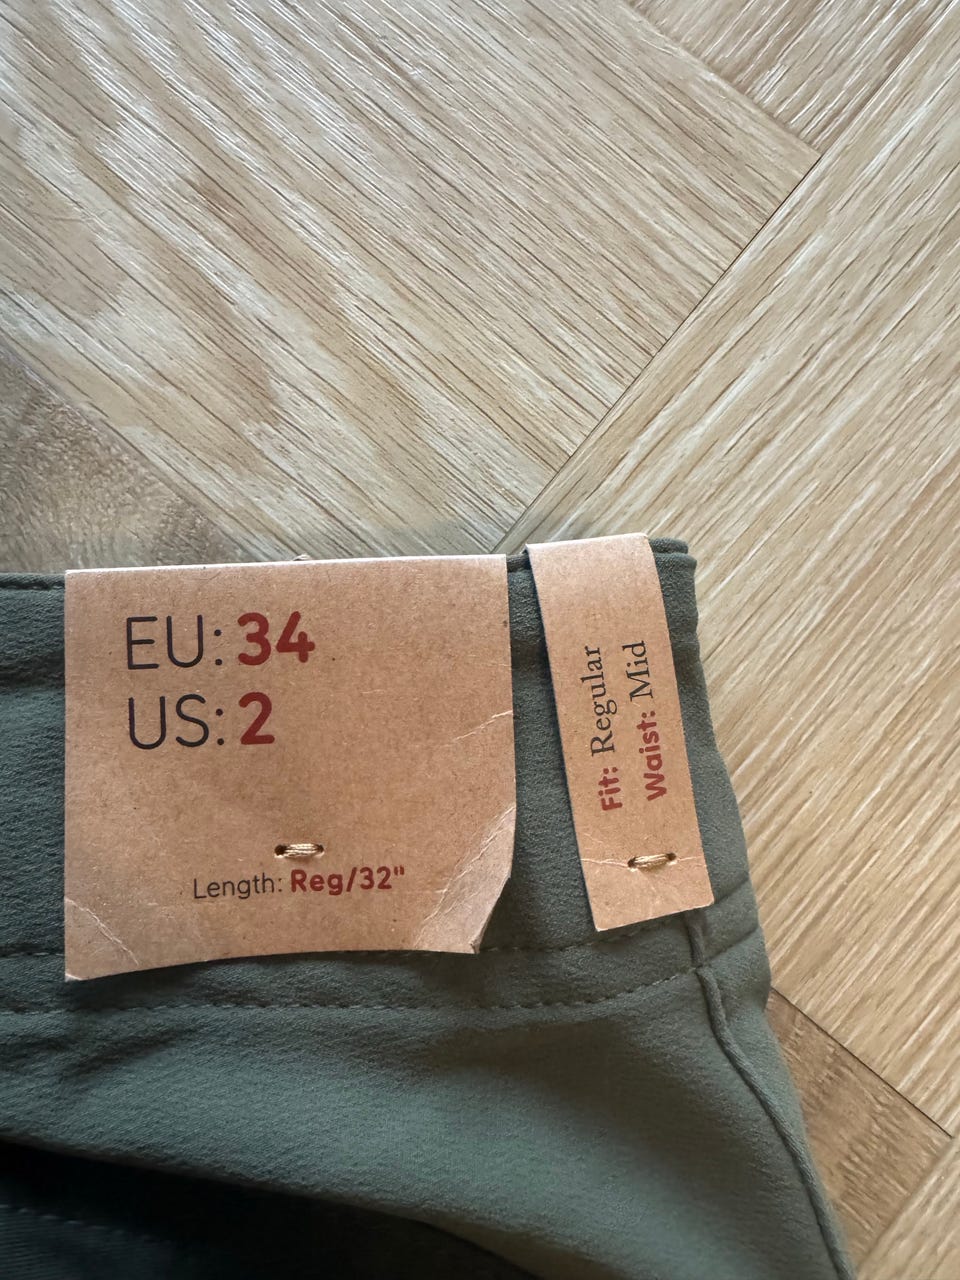 EU: 34
US: 2
Length: Reg/32"
Fit: Regular
Waist: Mid